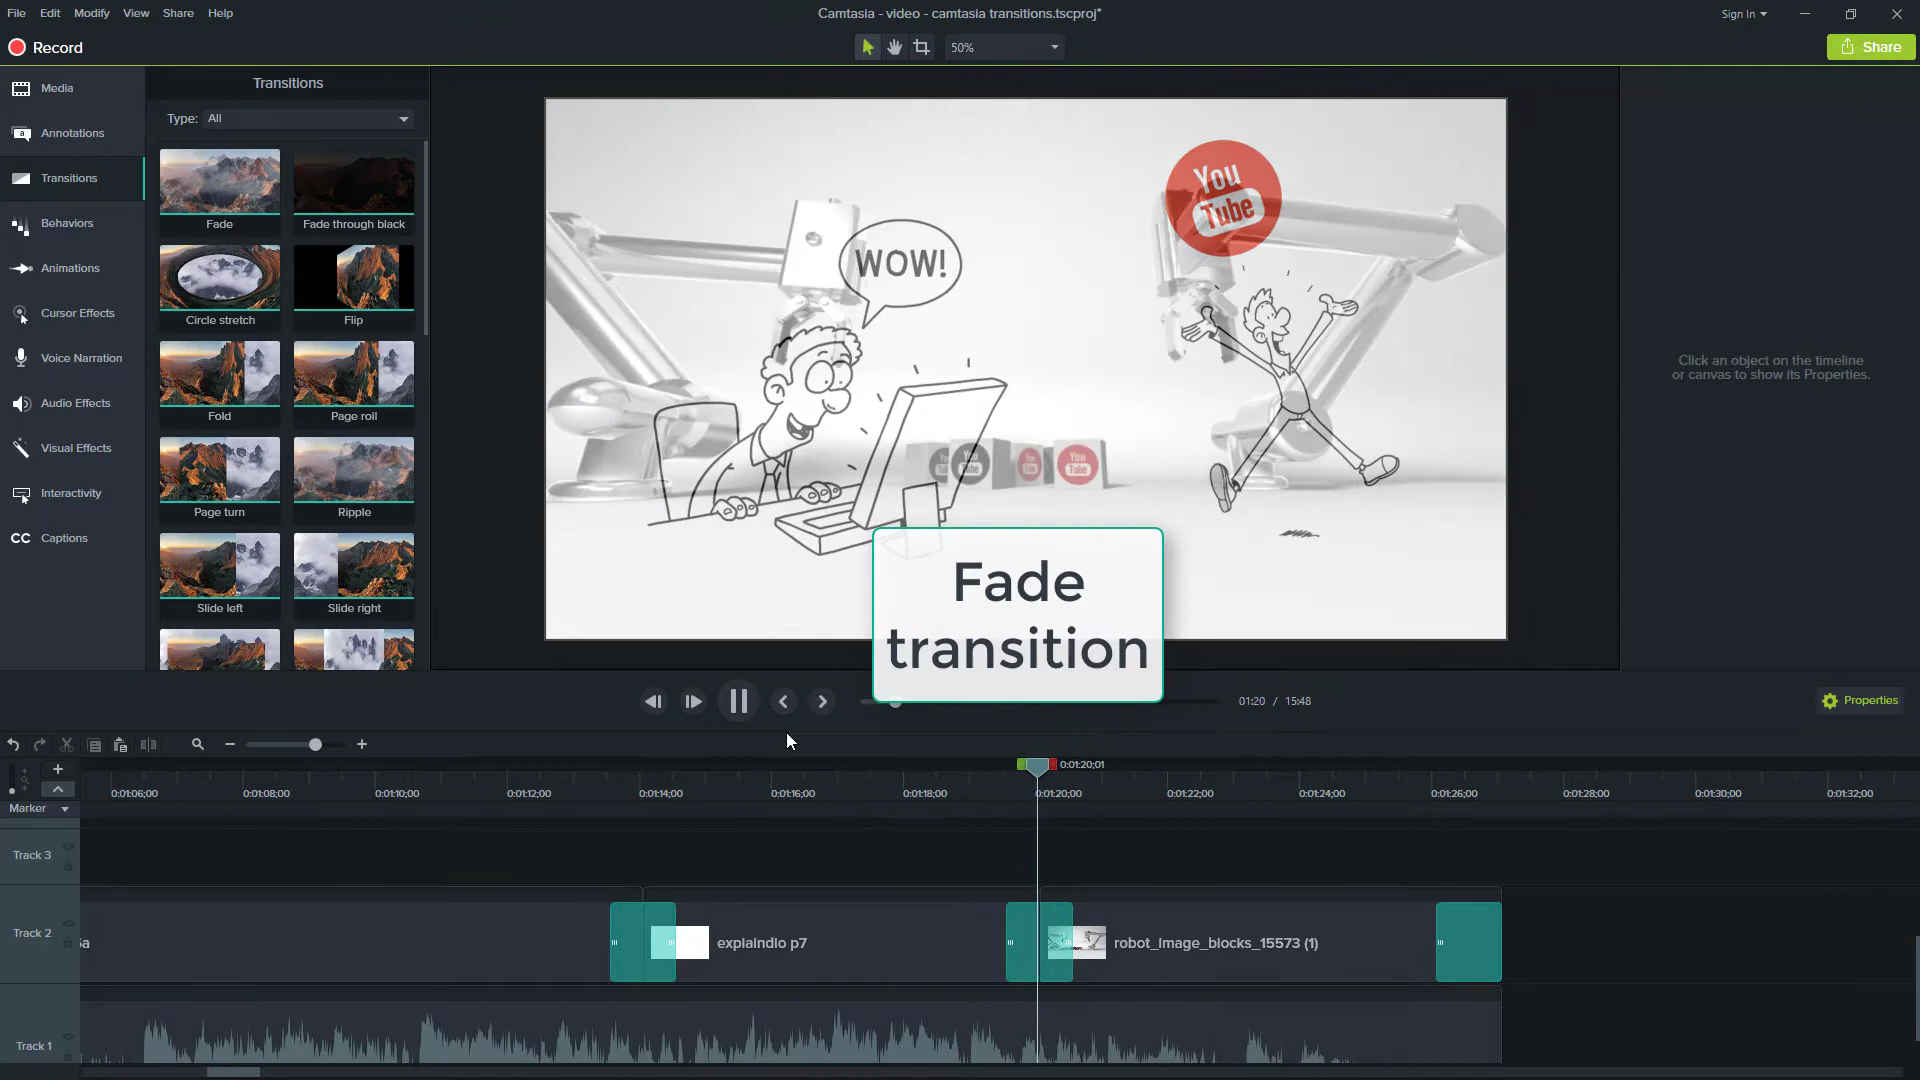 File Edit Modify View Share Help
Camtasia - video - camtasia transitions.tscproj*
Sign In
Record
50%
Share
Media
Annotations
Transitions
Behaviors
Animations
Cursor Effects
Voice Narration
Audio Effects
Visual Effects
Interactivity
CC Captions
Transitions
Type: All
Fade
Fade through black
Circle stretch
Flip
Fold
Page roll
Page turn
Ripple
Slide left
Slide right
WOW!
You
Tube
You
Tube
You
Tube
Fade
transition
Click an object on the timeline
or canvas to show its Properties.
01:20 / 15:48
Properties
0:01:20;01
0:01:06;00 0:01:08;00 0:01:10;00 0:01:12;00 0:01:14;00 0:01:16;00 0:01:18;00 0:01:20;00 0:01:22;00 0:01:24;00 0:01:26;00 0:01:28;00 0:01:30;00 0:01:32;00
Marker
Track 3
Track 2
explaindio p7
robot_image_blocks_15573 (1)
Track 1